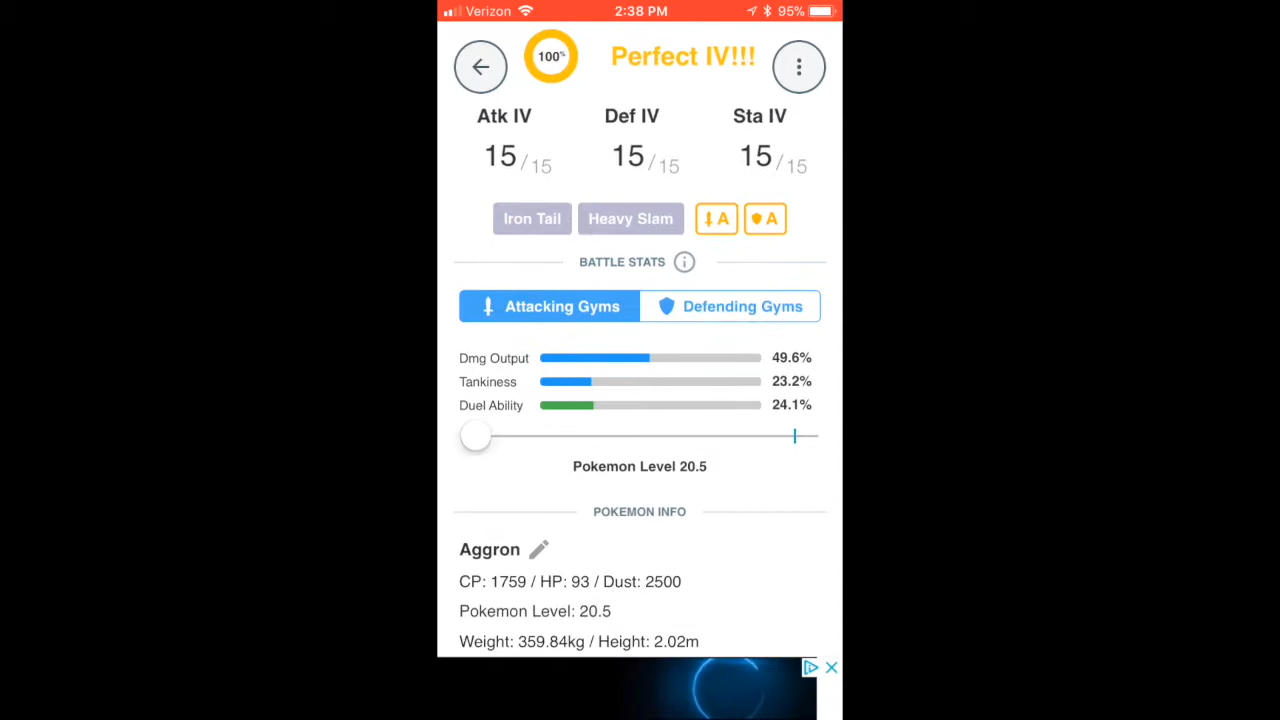 Verizon 2:38 PM 95%
100% Perfect IV!!!
Atk IV Def IV Sta IV
15/15 15/15 15/15
Iron Tail Heavy Slam A A
BATTLE STATS i
Attacking Gyms Defending Gyms
Dmg Output 49.6%
Tankiness 23.2%
Duel Ability 24.1%
Pokemon Level 20.5
POKEMON INFO
Aggron
CP: 1759 / HP: 93 / Dust: 2500
Pokemon Level: 20.5
Weight: 359.84kg / Height: 2.02m